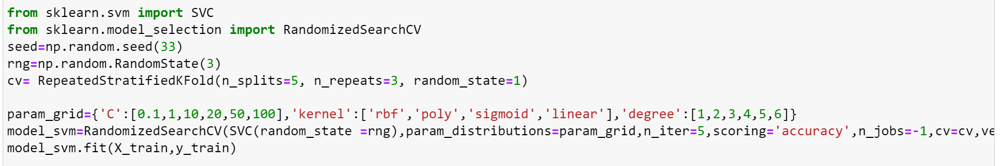 from sklearn.svm import SVC
from sklearn.model_selection import RandomizedSearchCV
seed=np.random.seed(33)
rng=np.random.RandomState(3)
cv= RepeatedStratifiedKFold(n_splits=5, n_repeats=3, random_state=1)
param_grid={'C':[0.1,1,10,20,50,100],'kernel':['rbf','poly','sigmoid','linear'],'degree':[1,2,3,4,5,6]}
model_svm=RandomizedSearchCV(SVC(random_state =rng),param_distributions=param_grid,n_iter=5,scoring='accuracy',n_jobs=-1,cv=cv,ve
model_svm.fit(X_train,y_train)